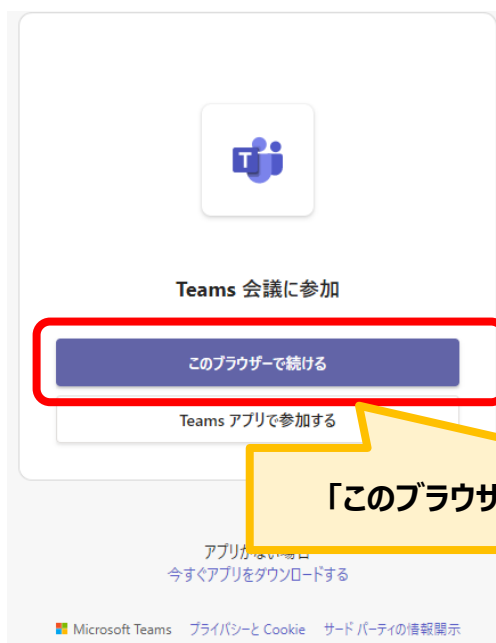 Teams 会議に参加
このブラウザーで続ける
Teams アプリで参加する
「このブラウザ
アプリがない場合
今すぐアプリをダウンロードする
Microsoft Teams プライバシーと Cookie サード パーティの情報開示